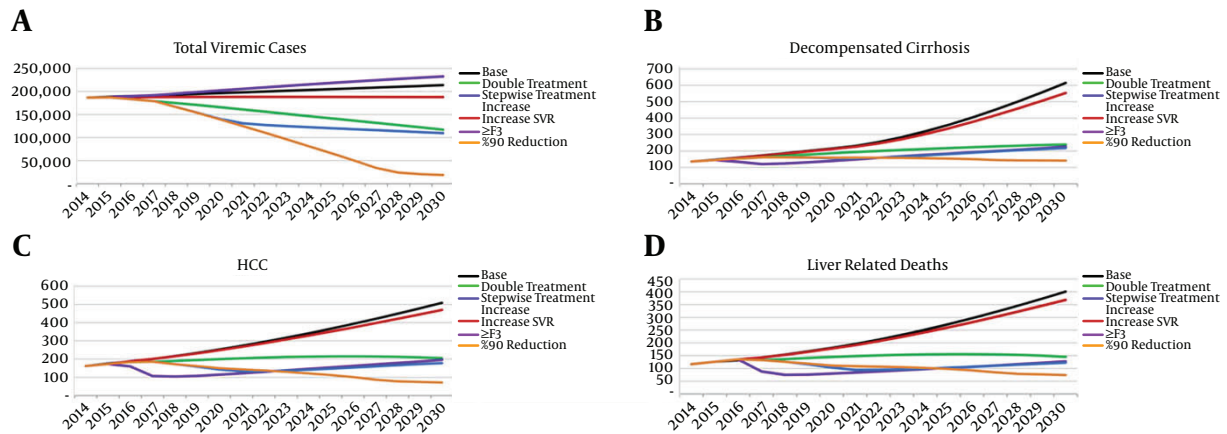 A
Total Viremic Cases
250,000
200,000
150,000
100,000
50,000
-
2014 2015 2016 2017 2018 2019 2020 2021 2022 2023 2024 2025 2026 2027 2028 2029 2030
Base
Double Treatment
Stepwise Treatment
Increase
Increase SVR
≥F3
%90 Reduction
B
Decompensated Cirrhosis
700
600
500
400
300
200
100
-
2014 2015 2016 2017 2018 2019 2020 2021 2022 2023 2024 2025 2026 2027 2028 2029 2030
Base
Double Treatment
Stepwise Treatment
Increase
Increase SVR
≥F3
%90 Reduction
C
HCC
600
500
400
300
200
100
-
2014 2015 2016 2017 2018 2019 2020 2021 2022 2023 2024 2025 2026 2027 2028 2029 2030
Base
Double Treatment
Stepwise Treatment
Increase
Increase SVR
≥F3
%90 Reduction
D
Liver Related Deaths
450
400
350
300
250
200
150
100
50
-
2014 2015 2016 2017 2018 2019 2020 2021 2022 2023 2024 2025 2026 2027 2028 2029 2030
Base
Double Treatment
Stepwise Treatment
Increase
Increase SVR
≥F3
%90 Reduction